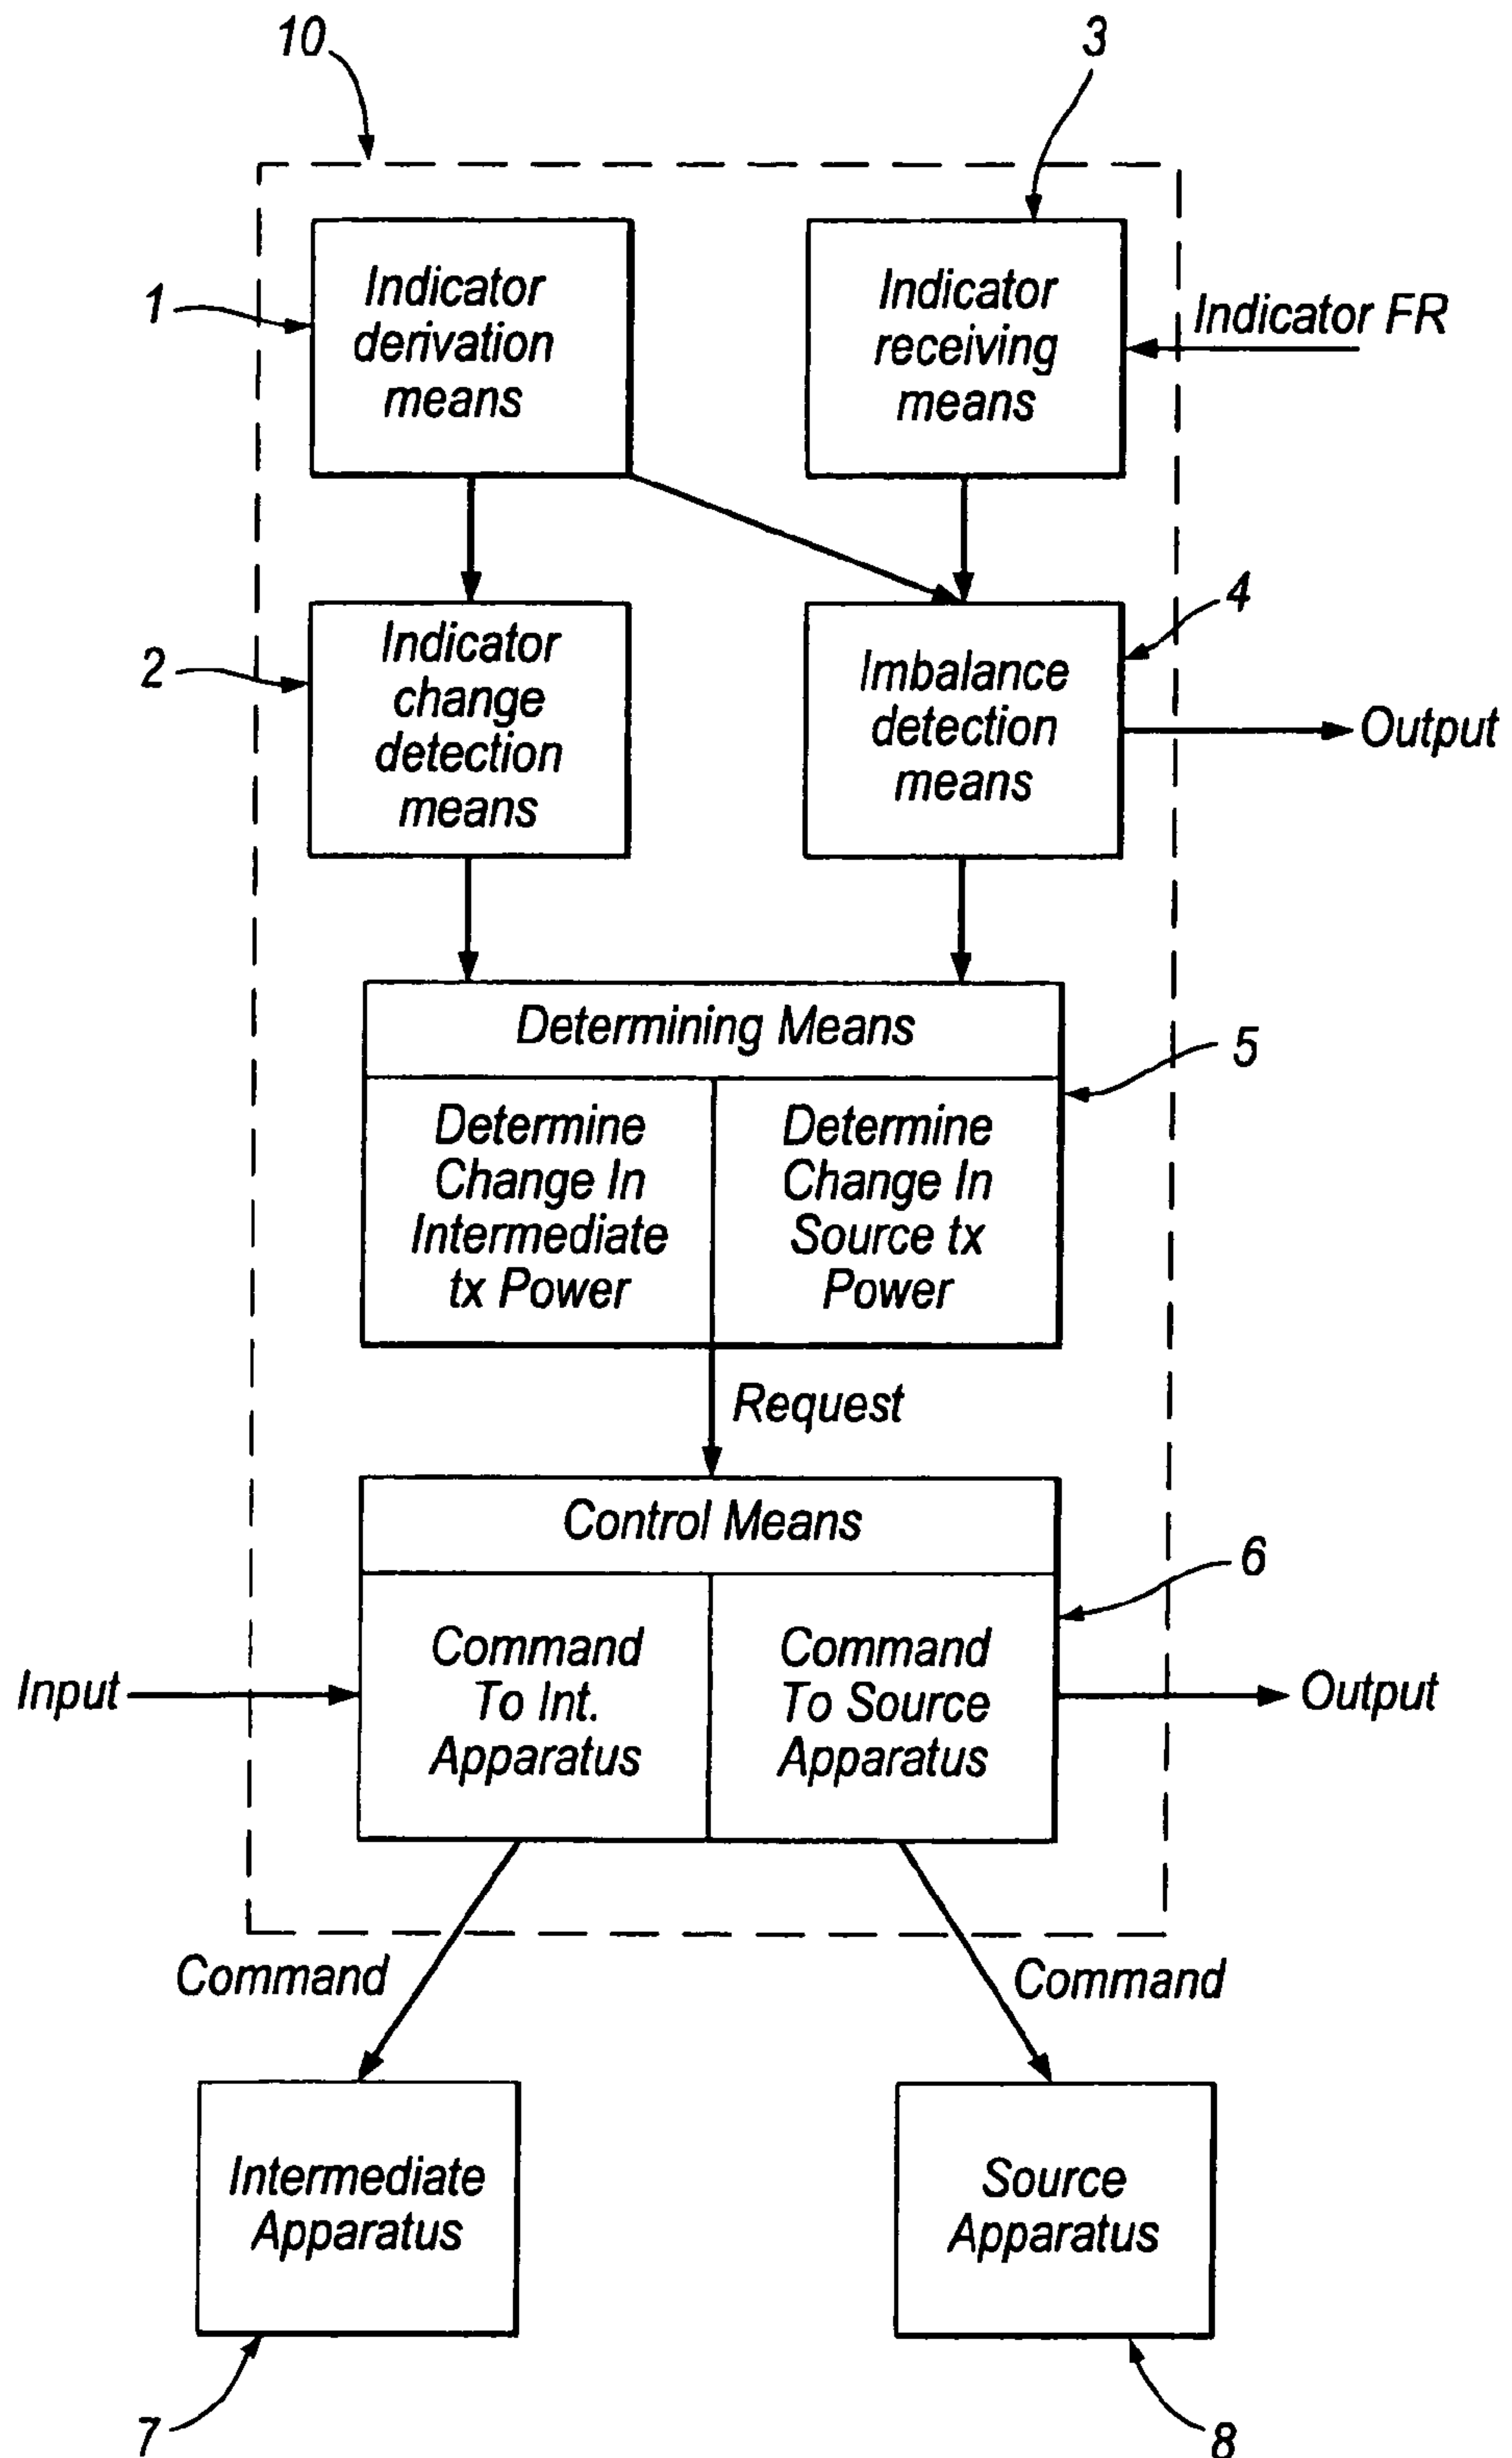 10
3
Indicator
derivation
means
1
Indicator
receiving
means
Indicator FR
Indicator
change
detection
means
2
Imbalance
detection
means
4
Output
Determining Means
5
Determine
Change In
Intermediate
tx Power
Determine
Change In
Source tx
Power
Request
Control Means
6
Input
Command
To Int.
Apparatus
Command
To Source
Apparatus
Output
Command
Command
Intermediate
Apparatus
Source
Apparatus
7
8